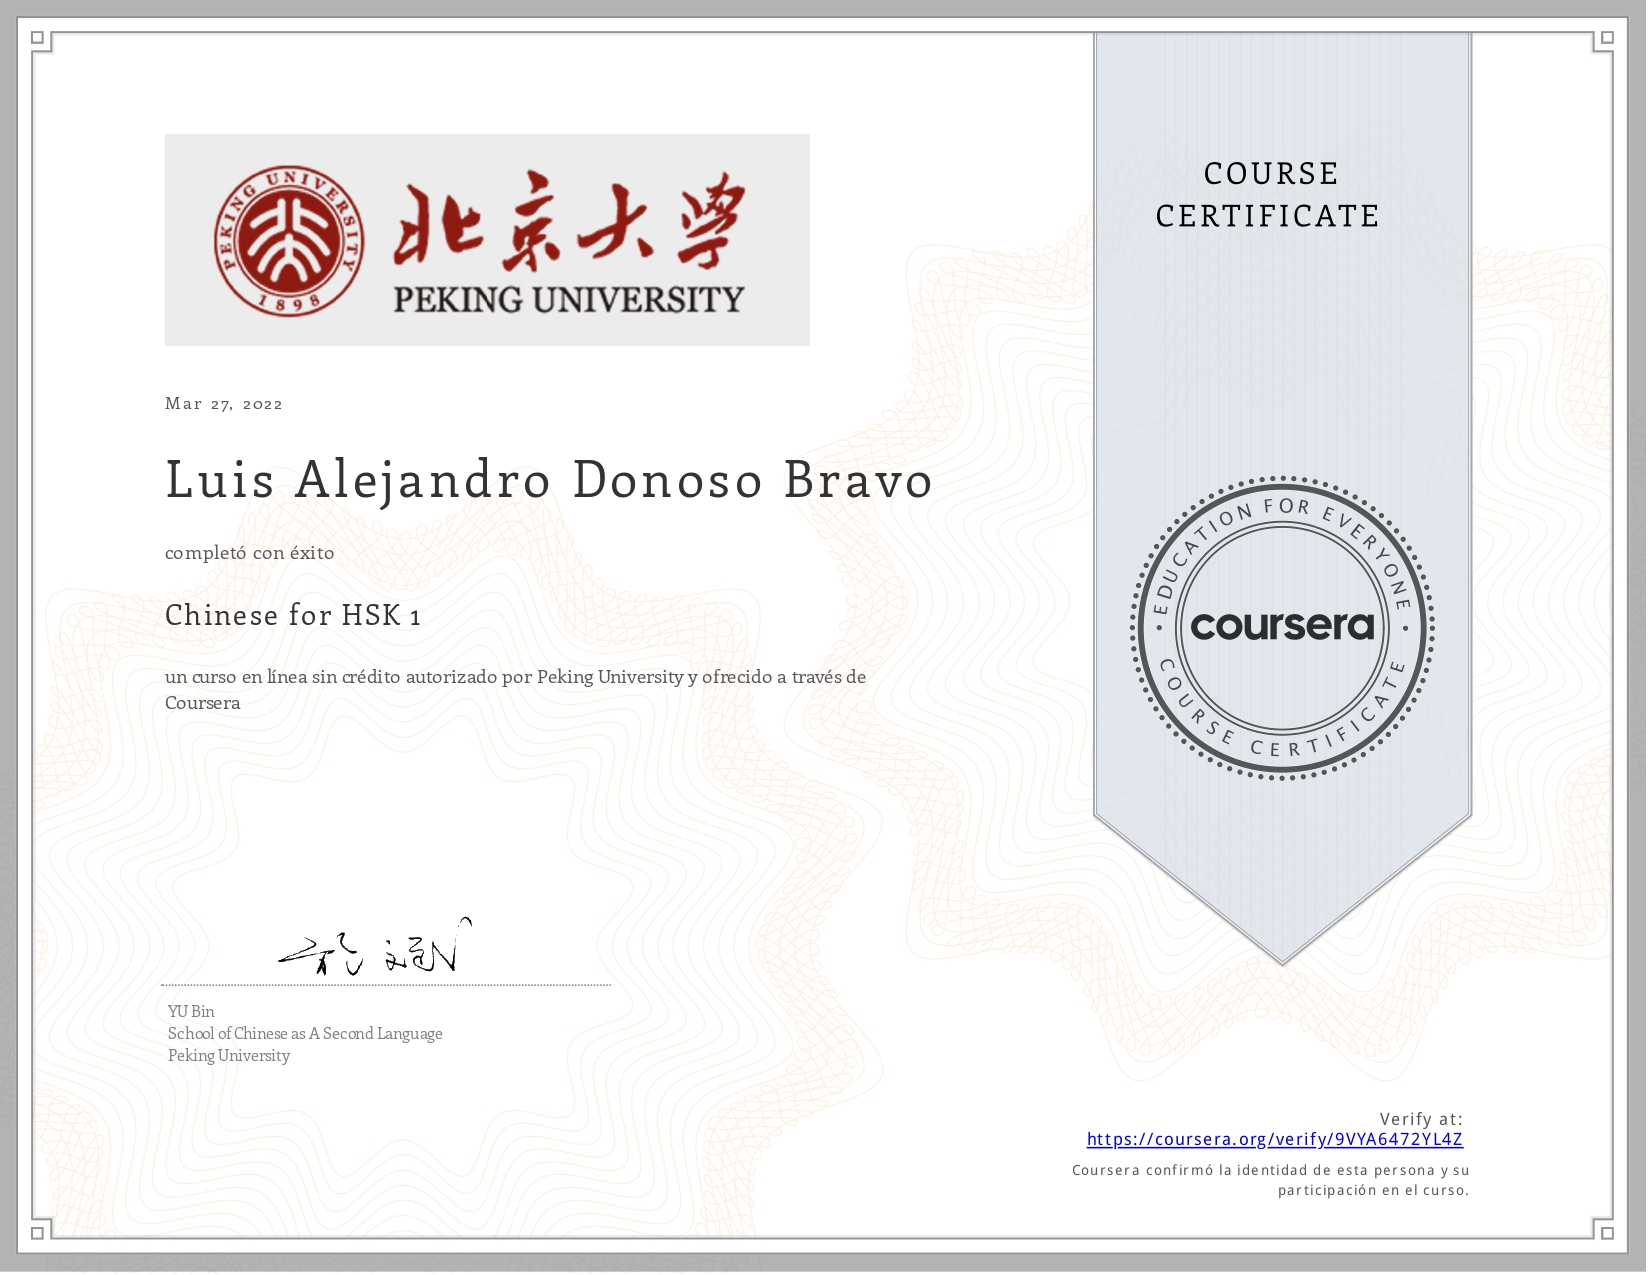 PEKING UNIVERSITY
1898
北京大学
PEKING UNIVERSITY
COURSE
CERTIFICATE
Mar 27, 2022
Luis Alejandro Donoso Bravo
completó con éxito
Chinese for HSK 1
un curso en línea sin crédito autorizado por Peking University y ofrecido a través de
Coursera
EDUCATION FOR EVERYONE
coursera
COURSE CERTIFICATE
YU Bin
School of Chinese as A Second Language
Peking University
Verify at:
https://coursera.org/verify/9VYA6472YL4Z
Coursera confirmó la identidad de esta persona y su
participación en el curso.